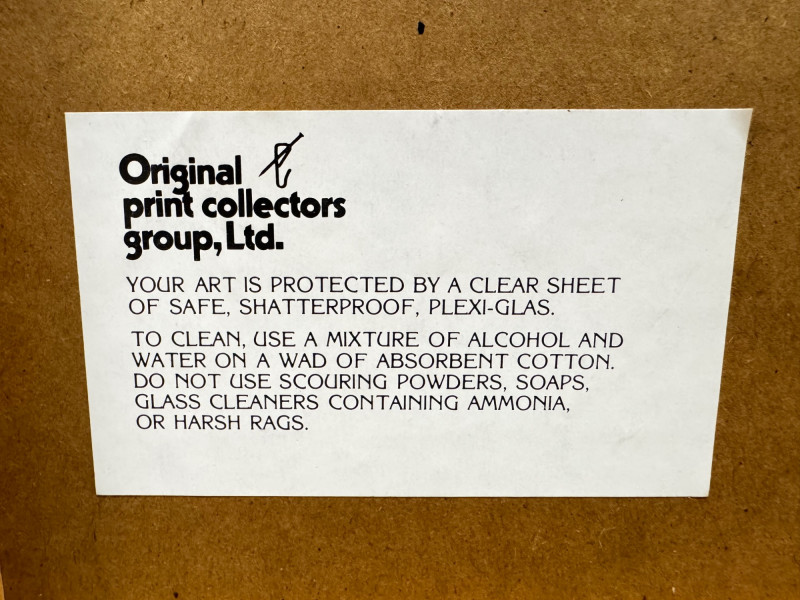 Original
print collectors
group, Ltd.
YOUR ART IS PROTECTED BY A CLEAR SHEET
OF SAFE, SHATTERPROOF, PLEXI-GLAS.
TO CLEAN, USE A MIXTURE OF ALCOHOL AND
WATER ON A WAD OF ABSORBENT COTTON.
DO NOT USE SCOURING POWDERS, SOAPS,
GLASS CLEANERS CONTAINING AMMONIA,
OR HARSH RAGS.